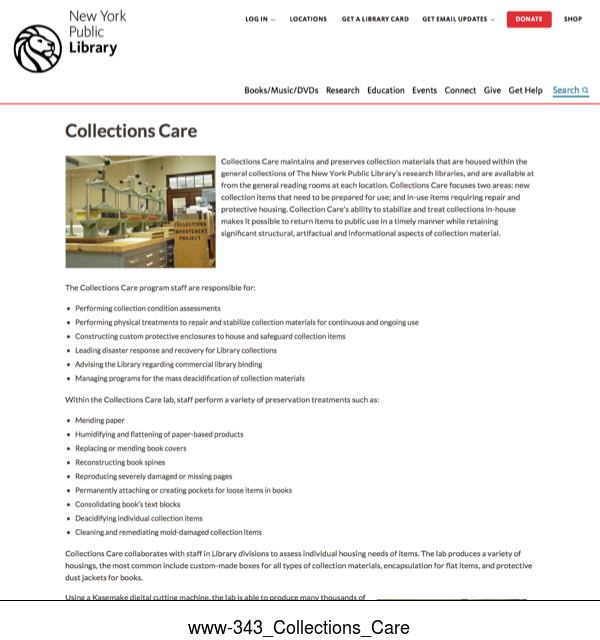 New York
Public
Library
LOG IN
LOCATIONS
GET A LIBRARY CARD
GET EMAIL UPDATES
DONATE
SHOP
Books/Music/DVDs Research Education Events Connect Give Get Help Search
Collections Care
COLLECTIONS
IMPROVEMENT
PROJECT
Collections Care maintains and preserves collection materials that are housed within the
general collections of The New York Public Library's research libraries, and are available at
from the general reading rooms at each location. Collections Care focuses two areas: new
collection items that need to be prepared for use; and in-use items requiring repair and
protective housing. Collection Care's ability to stabilize and treat collections in-house
makes it possible to return items to public use in a timely manner while retaining
significant structural, artifactual and informational aspects of collection material.
The Collections Care program staff are responsible for:
• Performing collection condition assessments
• Performing physical treatments to repair and stabilize collection materials for continuous and ongoing use
• Constructing custom protective enclosures to house and safeguard collection items
• Leading disaster response and recovery for Library collections
• Advising the Library regarding commercial library binding
• Managing programs for the mass deacidification of collection materials
Within the Collections Care lab, staff perform a variety of preservation treatments such as:
• Mending paper
• Humidifying and flattening of paper-based products
• Replacing or mending book covers
• Reconstructing book spines
• Reproducing severely damaged or missing pages
• Permanently attaching or creating pockets for loose items in books
• Consolidating book's text blocks
• Deacidifying individual collection items
• Cleaning and remediating mold-damaged collection items
Collections Care collaborates with staff in Library divisions to assess individual housing needs of items. The lab produces a variety of
housings, the most common include custom-made boxes for all types of collection materials, encapsulation for flat items, and protective
dust jackets for books.
Using a Kasemake digital cutting machine, the lab is able to produce many thousands of
www-343_Collections_Care